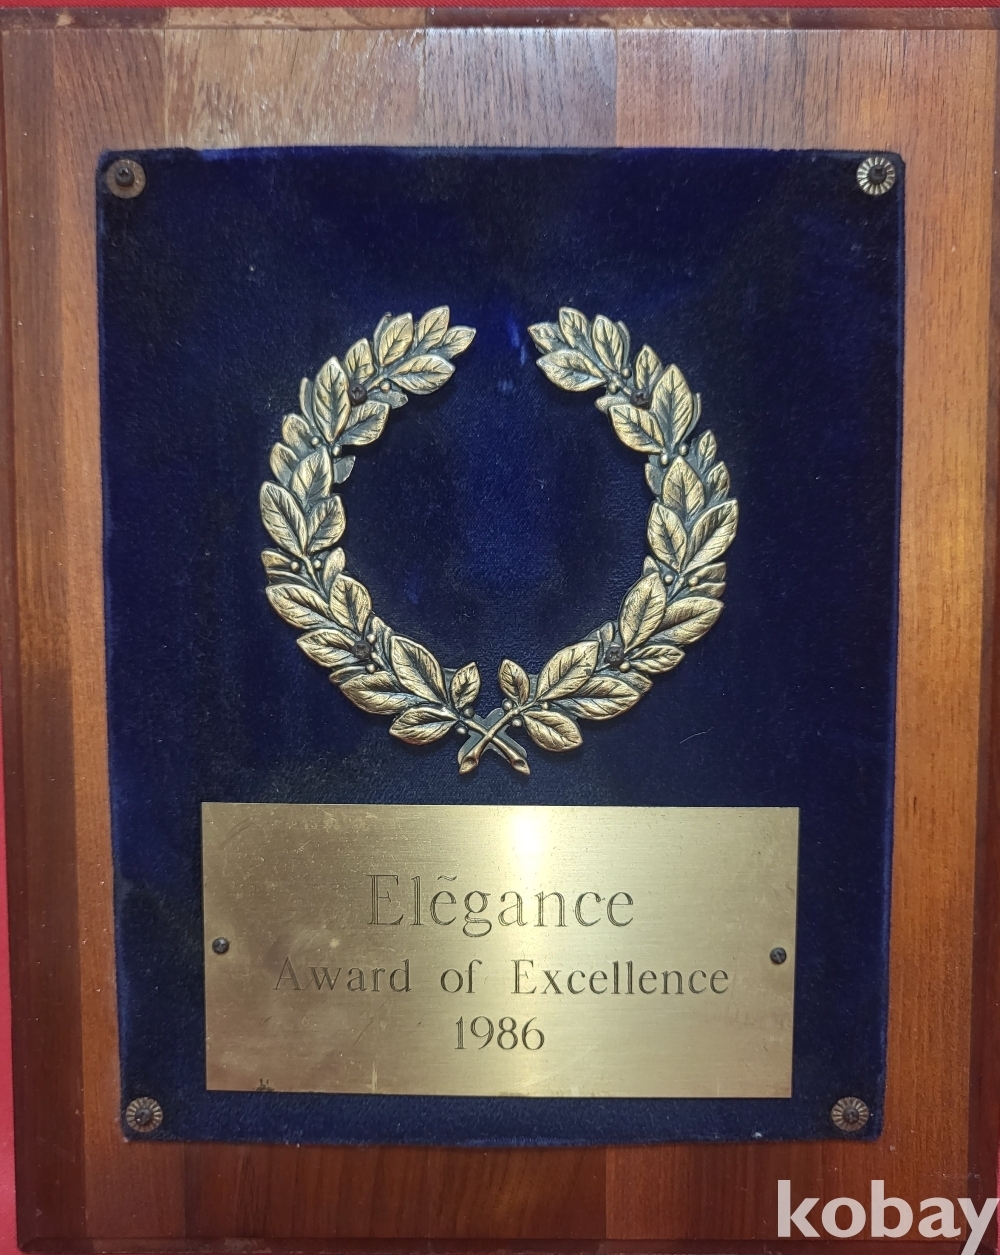 Elẽgance
Award of Excellence
1986
kobay